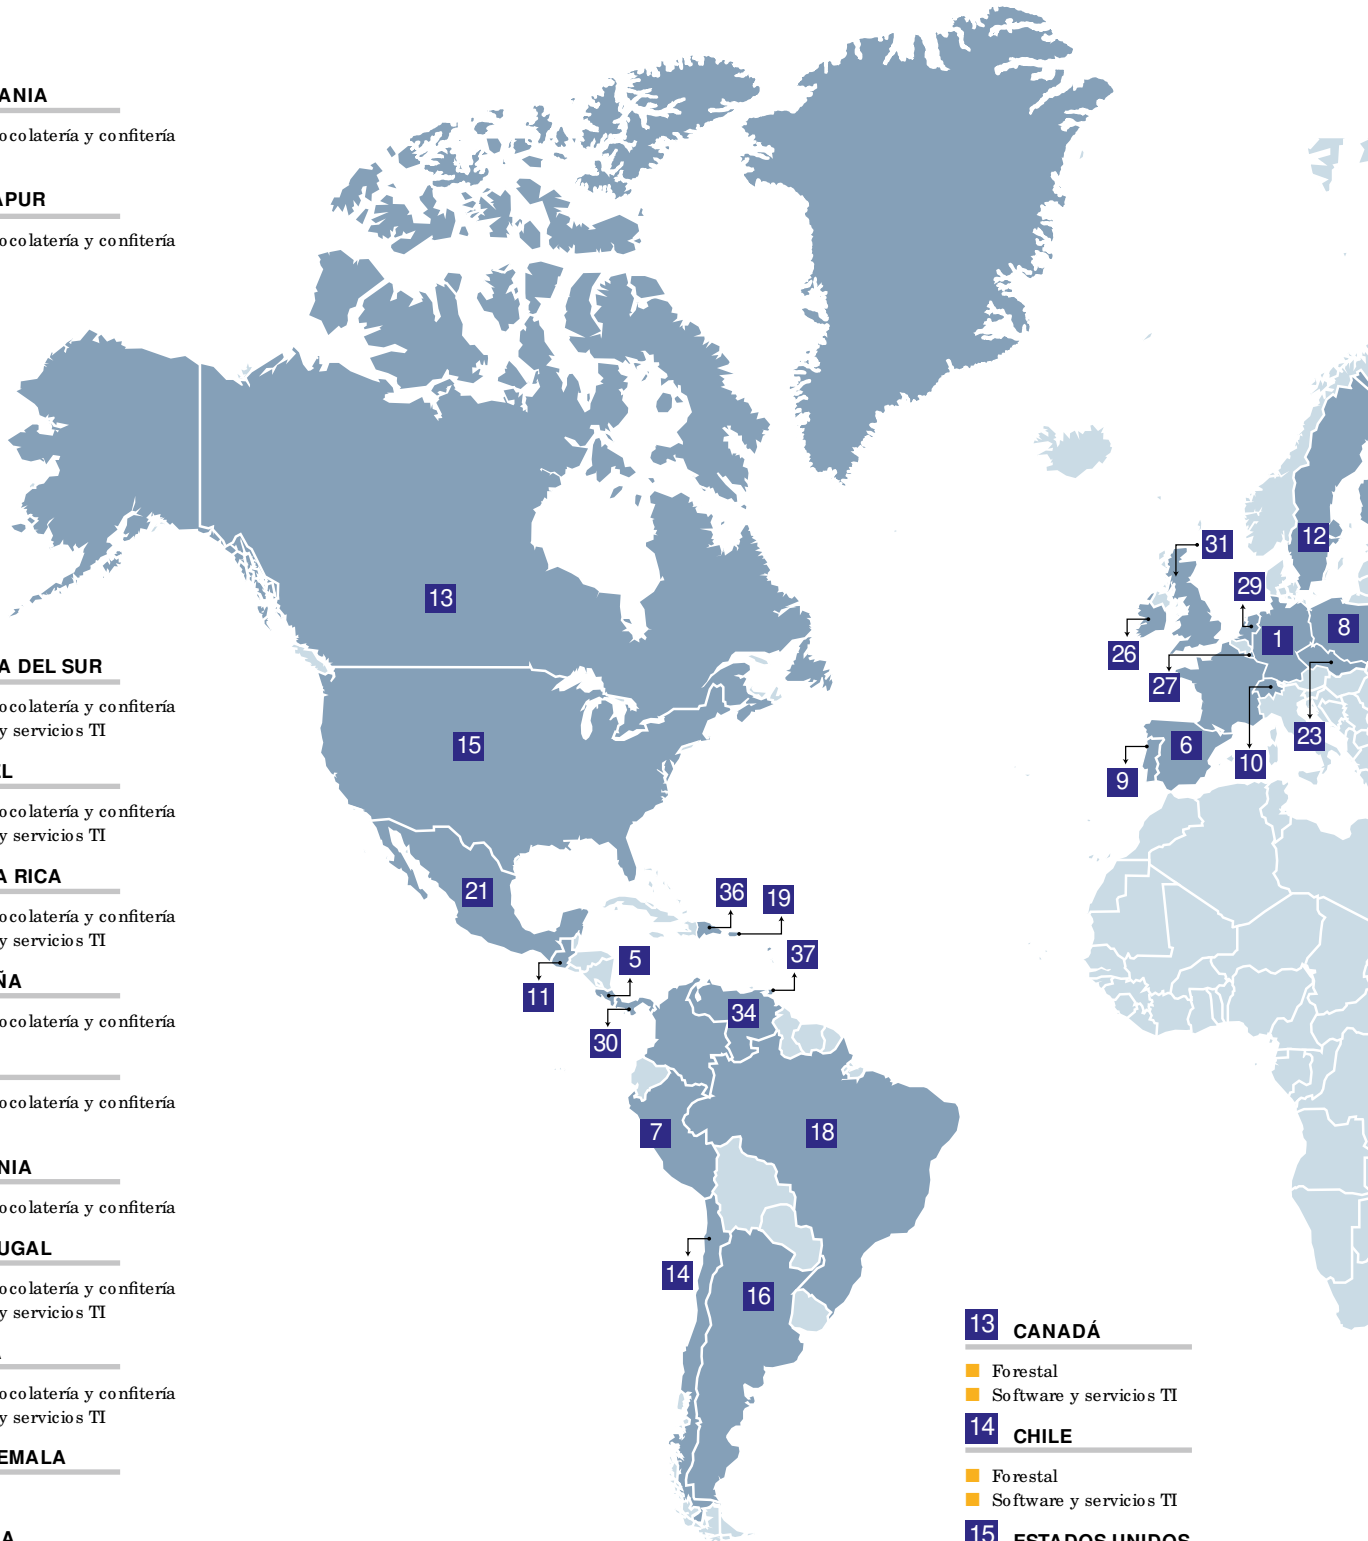 ANIA
ocolatería y confitería
APUR
ocolatería y confitería
A DEL SUR
ocolatería y confitería
y servicios TI
EL
ocolatería y confitería
y servicios TI
A RICA
ocolatería y confitería
y servicios TI
ÑA
ocolatería y confitería
ocolatería y confitería
NIA
ocolatería y confitería
UGAL
ocolatería y confitería
y servicios TI
A
ocolatería y confitería
y servicios TI
EMALA
A
13
15
21
11
5
30
36
19
37
34
7
18
14
16
31
29
12
26
27
1
8
6
9
10
23
13 CANADÁ
Forestal
Software y servicios TI
14 CHILE
Forestal
Software y servicios TI
15 ESTADOS UNIDOS